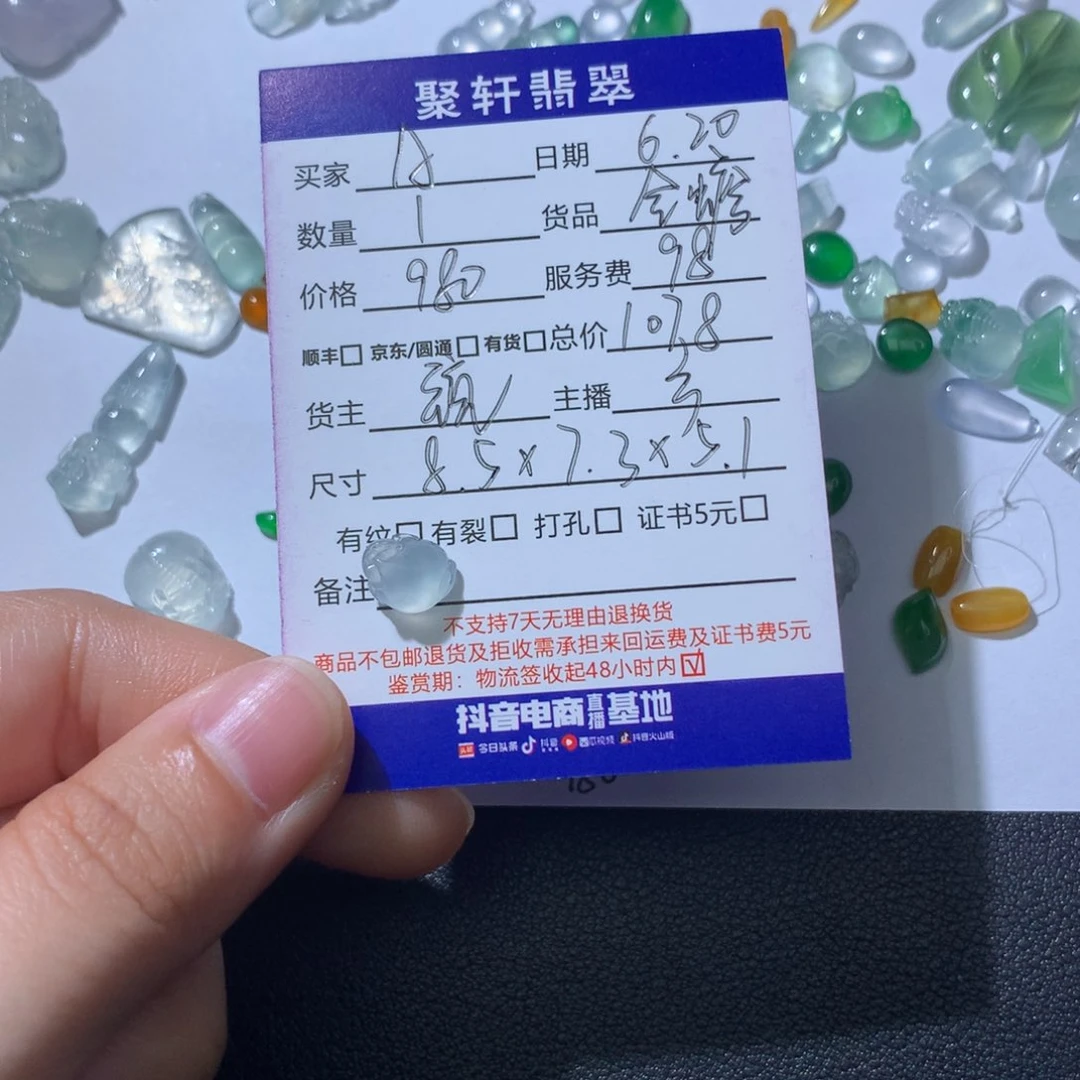 聚轩翡翠
买家 日期 6.20
数量 1 货品 金蟾
价格 980 服务费 98
顺丰□ 京东/圆通□ 有货□ 总价 1078
货主 主播
尺寸 8.5x7.3x5.1
有纹□ 有裂□ 打孔□ 证书5元□
备注
不支持7天无理由退换货
商品不包邮退货及拒收需承担来回运费及证书费5元
鉴赏期：物流签收起48小时内☑
抖音电商直播基地
头条 今日头条 抖音 西瓜视频 抖音火山版